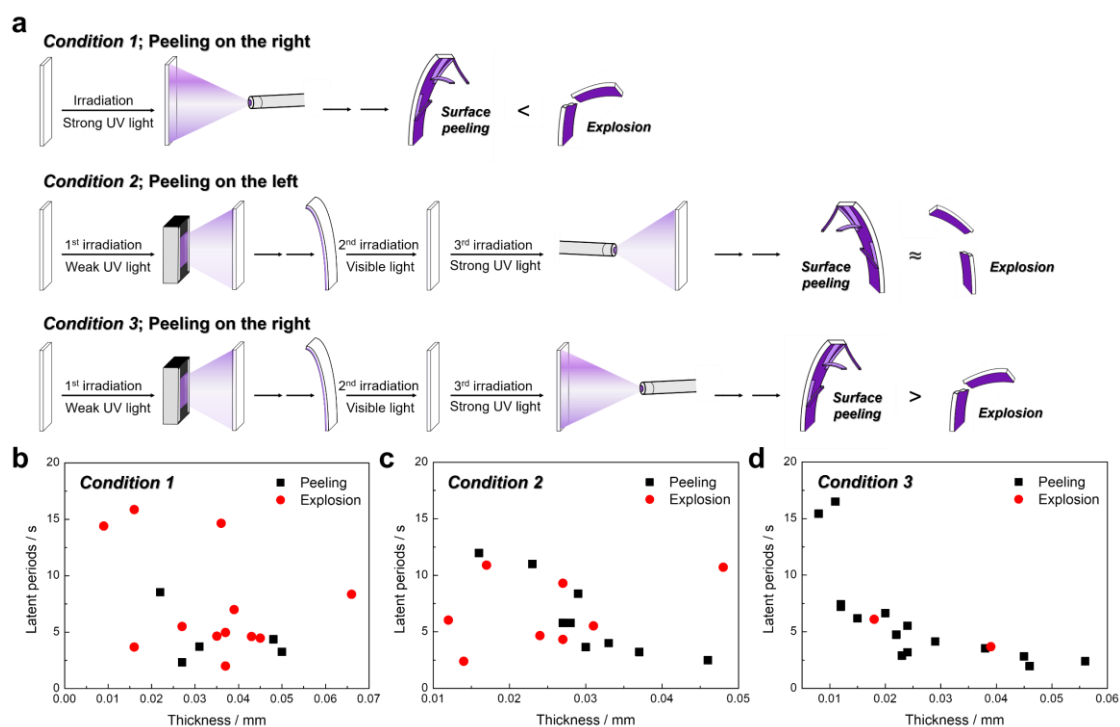 a
Condition 1; Peeling on the right
Irradiation
Strong UV light
Surface
peeling
<
Explosion
Condition 2; Peeling on the left
1st irradiation
Weak UV light
2nd irradiation
Visible light
3rd irradiation
Strong UV light
Surface
peeling
≈
Explosion
Condition 3; Peeling on the right
1st irradiation
Weak UV light
2nd irradiation
Visible light
3rd irradiation
Strong UV light
Surface
peeling
>
Explosion
b
Condition 1
Peeling
Explosion
Latent periods / s
20
15
10
5
0
0.00 0.01 0.02 0.03 0.04 0.05 0.06 0.07
Thickness / mm
c
Condition 2
Peeling
Explosion
Latent periods / s
20
15
10
5
0
0.01 0.02 0.03 0.04 0.05
Thickness / mm
d
Condition 3
Peeling
Explosion
Latent periods / s
20
15
10
5
0
0.01 0.02 0.03 0.04 0.05 0.06
Thickness / mm